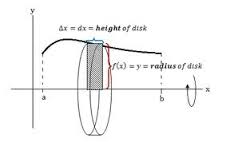 y
Δx = dx = height of disk
f(x) = y = radius of disk
a
b
x